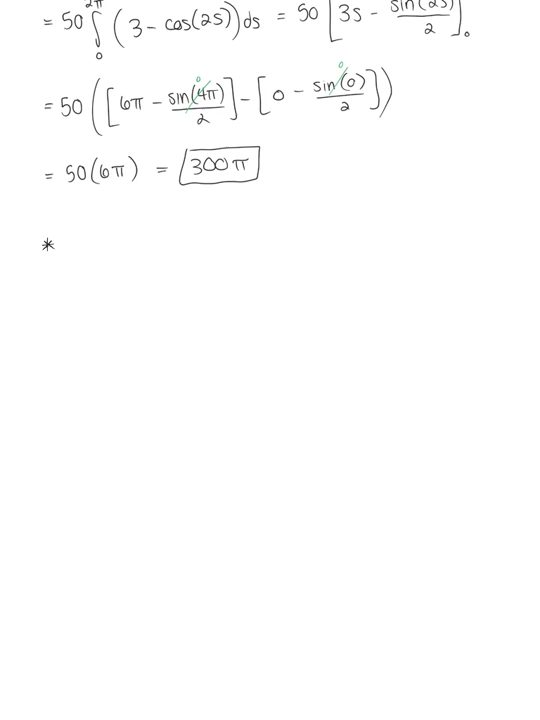 = 50 ∫₀^2π (3 - cos(2s)) ds = 50 [3s - sin(2s)/2]₀
= 50 ([6π - sin(4π)/2] - [0 - sin(0)/2])
= 50(6π) = 300π
*